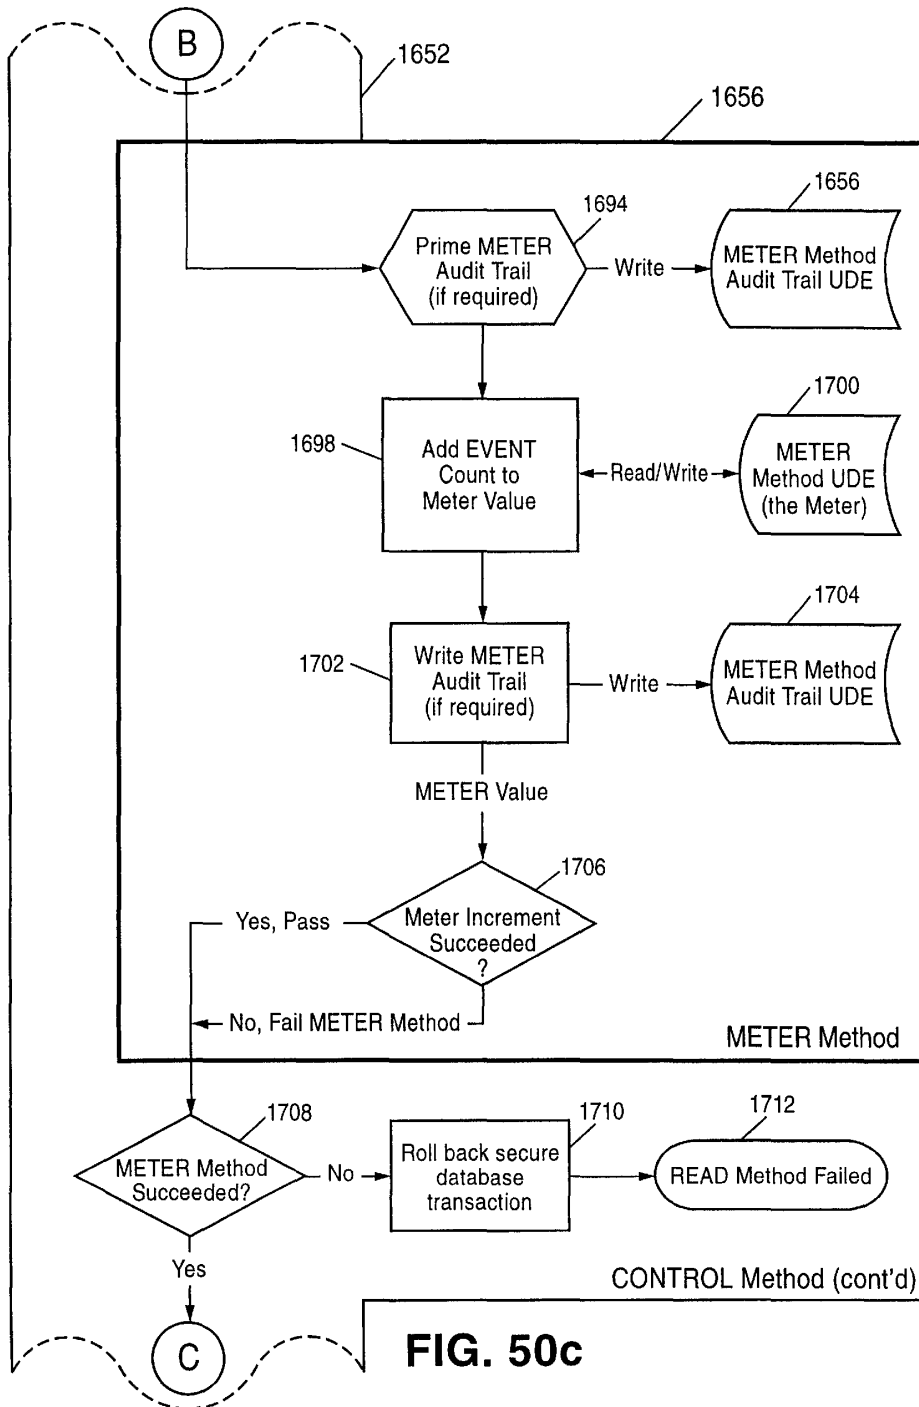 B
1652
1656
1694
Prime METER
Audit Trail
(if required)
Write
1656
METER Method
Audit Trail UDE
1698
Add EVENT
Count to
Meter Value
Read/Write
1700
METER
Method UDE
(the Meter)
1702
Write METER
Audit Trail
(if required)
Write
1704
METER Method
Audit Trail UDE
METER Value
1706
Meter Increment
Succeeded
?
Yes, Pass
No, Fail METER Method
METER Method
1708
METER Method
Succeeded?
No
1710
Roll back secure
database
transaction
1712
READ Method Failed
Yes
CONTROL Method (cont'd)
C
FIG. 50c